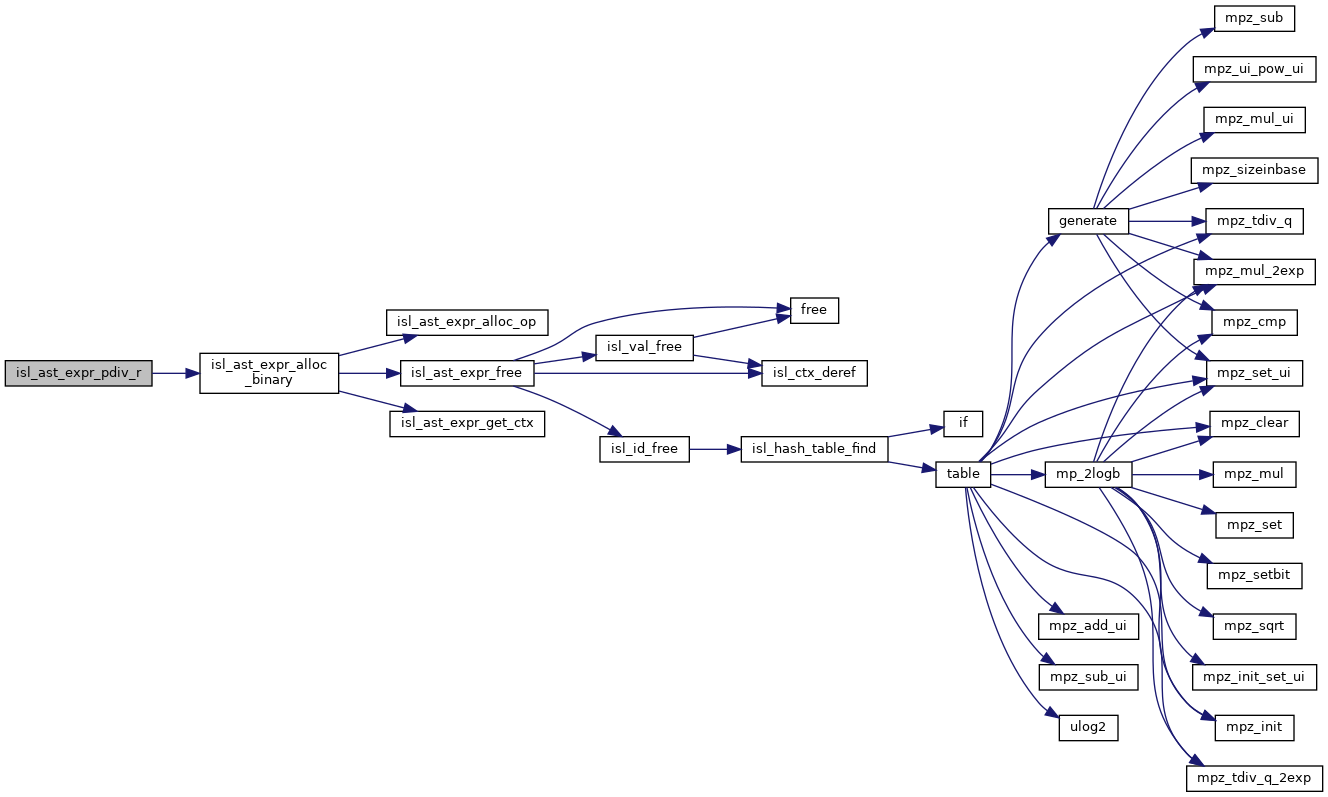 isl_ast_expr_pdiv_r
isl_ast_expr_alloc
_binary
isl_ast_expr_alloc_op
isl_ast_expr_free
isl_ast_expr_get_ctx
free
isl_val_free
isl_ctx_deref
isl_id_free
isl_hash_table_find
if
table
generate
mp_2logb
mpz_add_ui
mpz_sub_ui
ulog2
mpz_sub
mpz_ui_pow_ui
mpz_mul_ui
mpz_sizeinbase
mpz_tdiv_q
mpz_mul_2exp
mpz_cmp
mpz_set_ui
mpz_clear
mpz_mul
mpz_set
mpz_setbit
mpz_sqrt
mpz_init_set_ui
mpz_init
mpz_tdiv_q_2exp